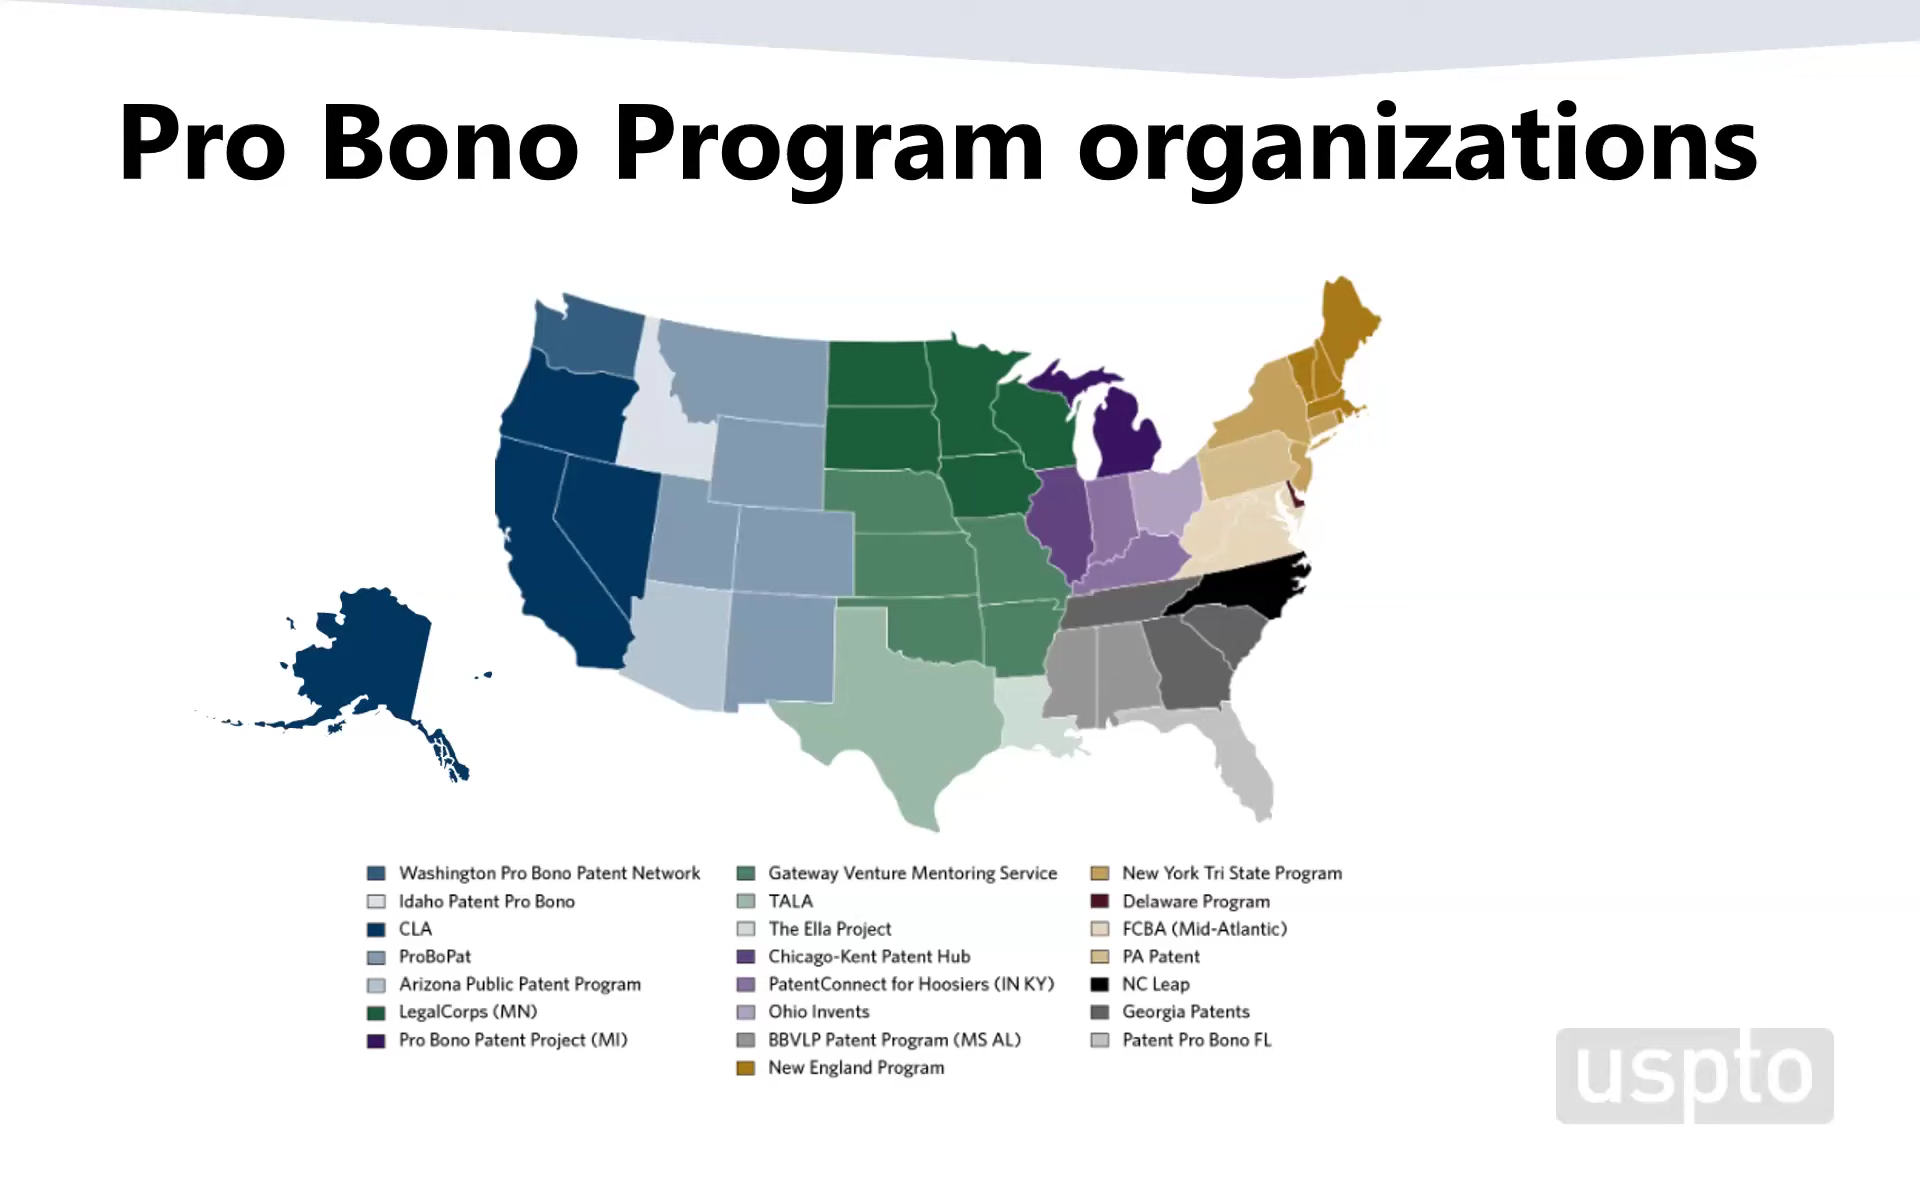 Pro Bono Program organizations
Washington Pro Bono Patent Network
Idaho Patent Pro Bono
CLA
ProBoPat
Arizona Public Patent Program
LegalCorps (MN)
Pro Bono Patent Project (MI)
Gateway Venture Mentoring Service
TALA
The Ella Project
Chicago-Kent Patent Hub
PatentConnect for Hoosiers (IN KY)
Ohio Invents
BBVLP Patent Program (MS AL)
New England Program
New York Tri State Program
Delaware Program
FCBA (Mid-Atlantic)
PA Patent
NC Leap
Georgia Patents
Patent Pro Bono FL
uspto